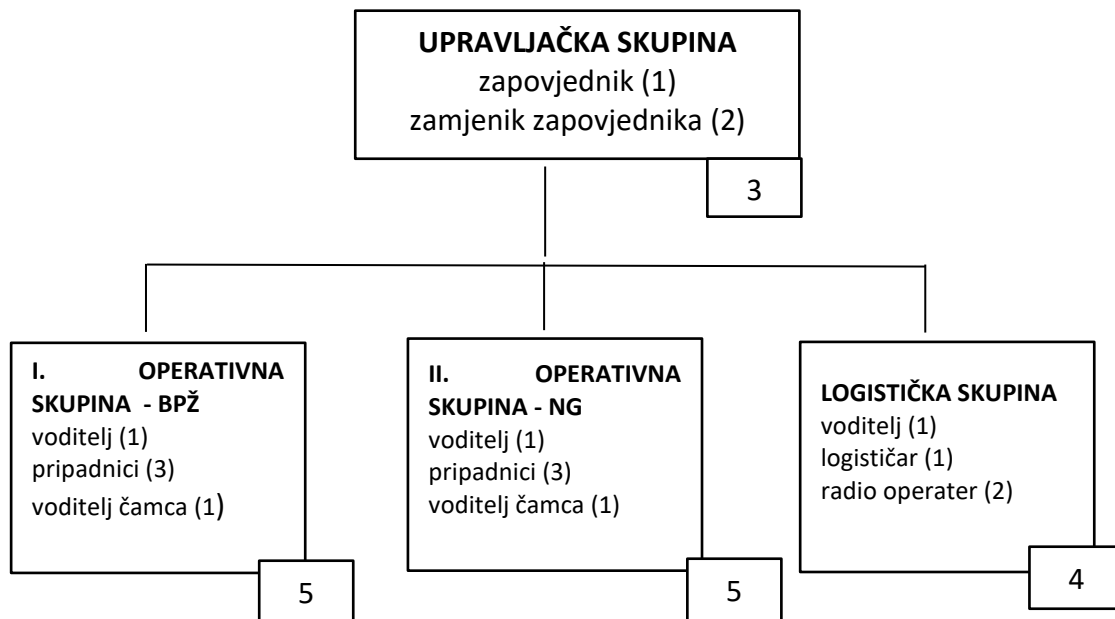 UPRAVLJAČKA SKUPINA
zapovjednik (1)
zamjenik zapovjednika (2)
3
I. OPERATIVNA
SKUPINA - BPŽ
voditelj (1)
pripadnici (3)
voditelj čamca (1)
5
II. OPERATIVNA
SKUPINA - NG
voditelj (1)
pripadnici (3)
voditelj čamca (1)
5
LOGISTIČKA SKUPINA
voditelj (1)
logističar (1)
radio operater (2)
4